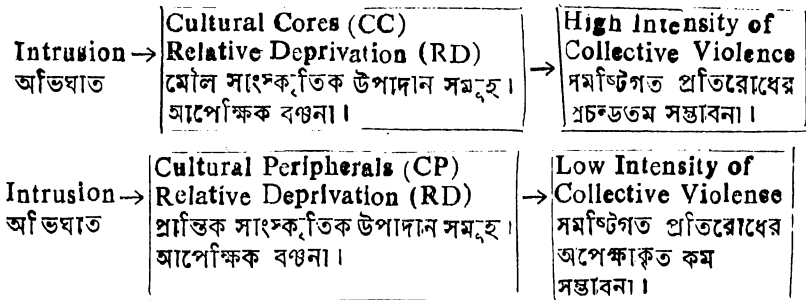 Cultural Cores (CC)
Intrusion → Relative Deprivation (RD)
অভিঘাত মৌল সাংস্কৃতিক উপাদান সমূহ।
আপেক্ষিক বঞ্চনা।
→ High Intensity of
Collective Violence
সমষ্টিগত প্রতিরোধের
প্রচন্ডতম সম্ভাবনা।
Cultural Peripherals (CP)
Intrusion → Relative Deprivation (RD)
অভিঘাত প্রান্তিক সাংস্কৃতিক উপাদান সমূহ।
আপেক্ষিক বঞ্চনা।
→ Low Intensity of
Collective Violense
সমষ্টিগত প্রতিরোধের
অপেক্ষাকৃত কম
সম্ভাবনা।